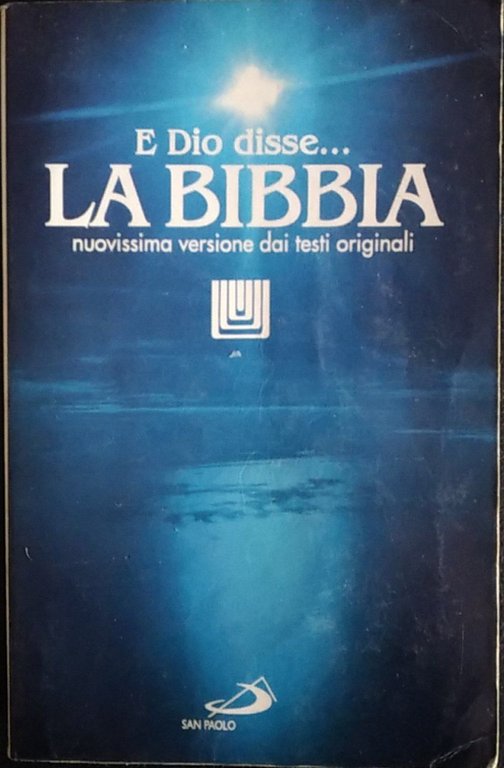 E Dio disse...
LA BIBBIA
nuovissima versione dai testi originali
SAN PAOLO